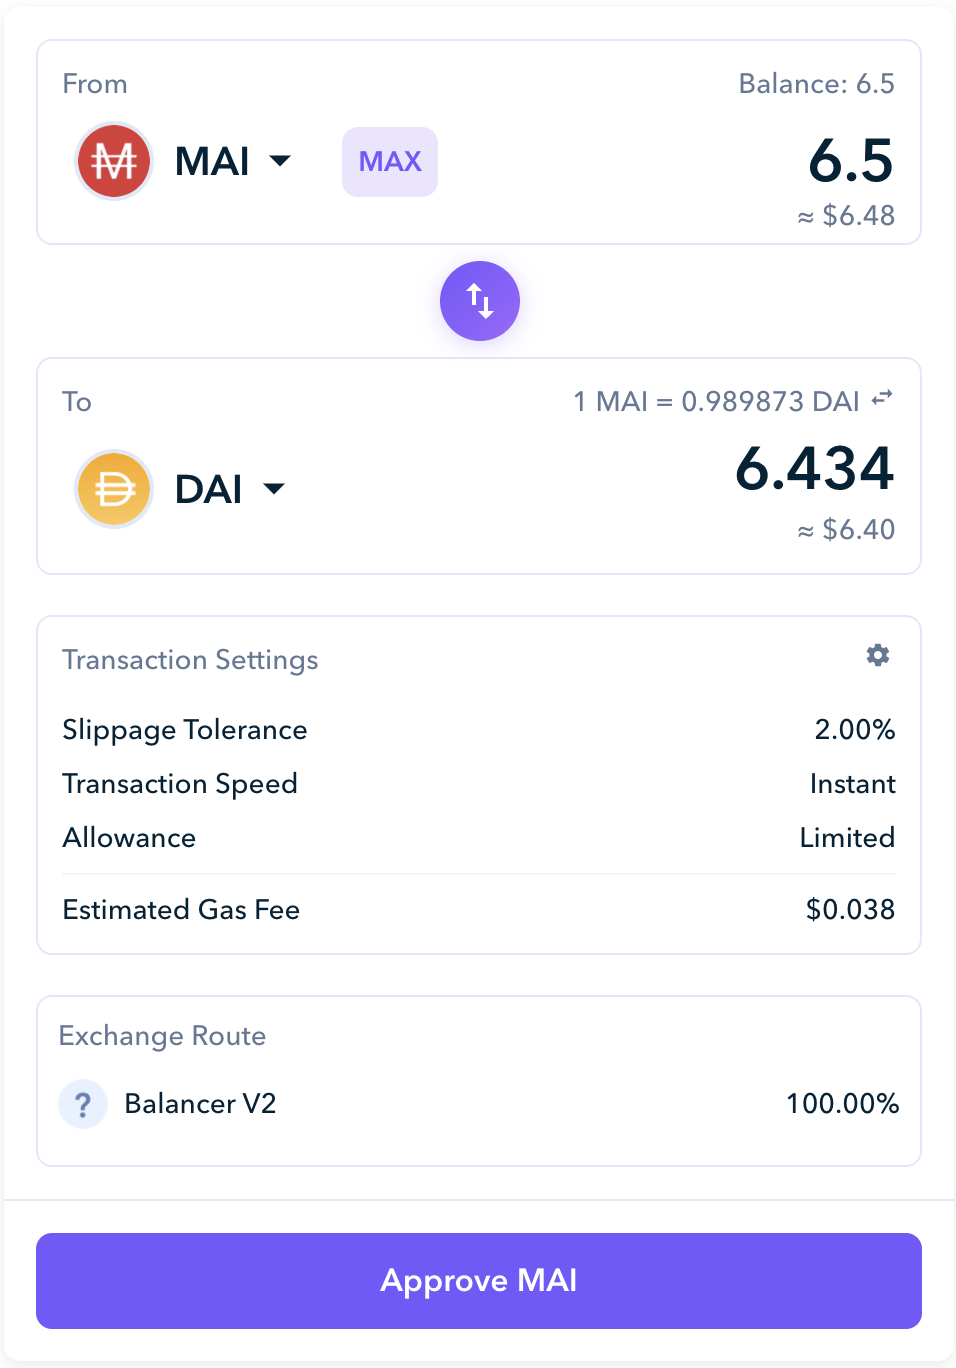 From
Balance: 6.5
MAI
MAX
6.5
≈ $6.48
To
1 MAI = 0.989873 DAI
DAI
6.434
≈ $6.40
Transaction Settings
Slippage Tolerance 2.00%
Transaction Speed Instant
Allowance Limited
Estimated Gas Fee $0.038
Exchange Route
? Balancer V2 100.00%
Approve MAI